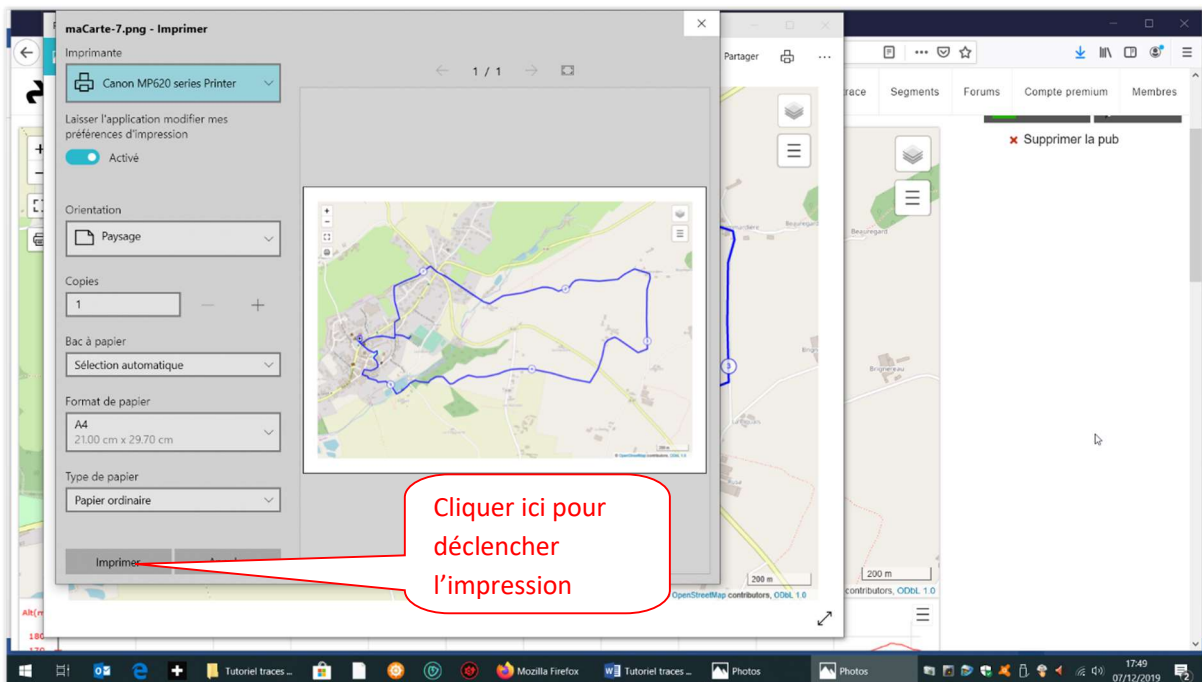 maCarte-7.png - Imprimer
Imprimante
Canon MP620 series Printer
Laisser l'application modifier mes
préférences d'impression
Activé
Orientation
Paysage
Copies
1
Bac à papier
Sélection automatique
Format de papier
A4
21.00 cm x 29.70 cm
Type de papier
Papier ordinaire
Imprimer
1 / 1
Cliquer ici pour
déclencher
l'impression
Partager
Segments
Forums
Compte premium
Membres
Supprimer la pub
Beauregard
Beauregard
3
200 m
200 m
OpenStreetMap contributors, ODbL 1.0
contributors, ODbL 1.0
180
170
Tutoriel traces ...
Mozilla Firefox
Tutoriel traces ...
Photos
Photos
17:49
07/12/2019